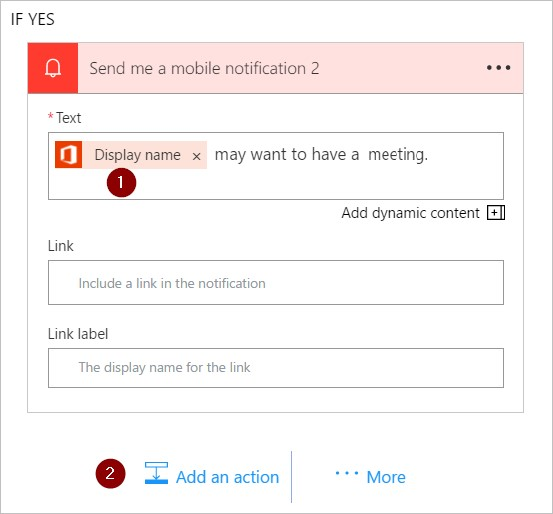 IF YES
Send me a mobile notification 2
* Text
Display name × may want to have a meeting.
1
Add dynamic content
Link
Include a link in the notification
Link label
The display name for the link
2 Add an action ··· More